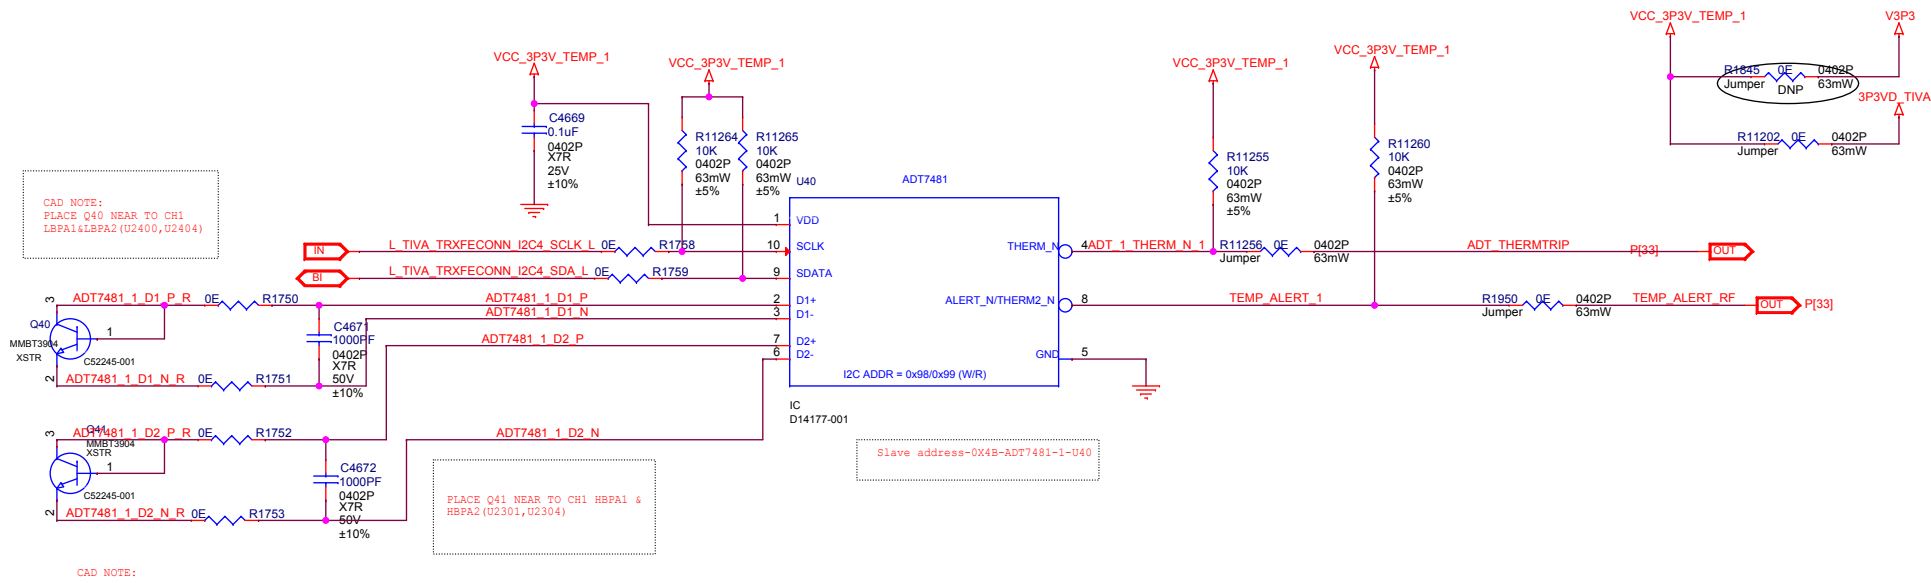 VCC_3P3V_TEMP_1
V3P3
R1845 0E 0402P
Jumper DNP 63mW
3P3VD_TIVA
R11202 0E 0402P
Jumper 63mW
VCC_3P3V_TEMP_1
C4669
0.1uF
0402P
X7R
25V
±10%
VCC_3P3V_TEMP_1
R11264
10K
0402P
63mW
±5%
R11265
10K
0402P
63mW
±5%
VCC_3P3V_TEMP_1
R11255
10K
0402P
63mW
±5%
VCC_3P3V_TEMP_1
R11260
10K
0402P
63mW
±5%
CAD NOTE:
PLACE Q40 NEAR TO CH1
LBPA1&LBPA2(U2400,U2404)
U40
ADT7481
IN
L_TIVA_TRXFECONN_I2C4_SCLK_L 0E R1758
BI
L_TIVA_TRXFECONN_I2C4_SDA_L 0E R1759
1 VDD
10 SCLK
9 SDATA
2 D1+
3 D1-
7 D2+
6 D2-
THERM_N 4
ALERT_N/THERM2_N 8
GND 5
I2C ADDR = 0x98/0x99 (W/R)
IC
D14177-001
ADT_1_THERM_N_1 R11256 0E 0402P
Jumper 63mW
ADT_THERMTRIP P[33] OUT
TEMP_ALERT_1 R1950 0E 0402P
Jumper 63mW
TEMP_ALERT_RF OUT P[33]
3 ADT7481_1_D1_P_R 0E R1750
ADT7481_1_D1_P
ADT7481_1_D1_N
ADT7481_1_D2_P
Q40
1
MMBT3904
XSTR
C52245-001
C4671
1000PF
0402P
X7R
50V
±10%
2 ADT7481_1_D1_N_R 0E R1751
3 ADT7481_1_D2_P_R 0E R1752
ADT7481_1_D2_N
Q41
MMBT3904
XSTR
1
C52245-001
C4672
1000PF
0402P
X7R
50V
±10%
2 ADT7481_1_D2_N_R 0E R1753
PLACE Q41 NEAR TO CH1 HBPA1 &
HBPA2(U2301,U2304)
Slave address-0X4B-ADT7481-1-U40
CAD NOTE: